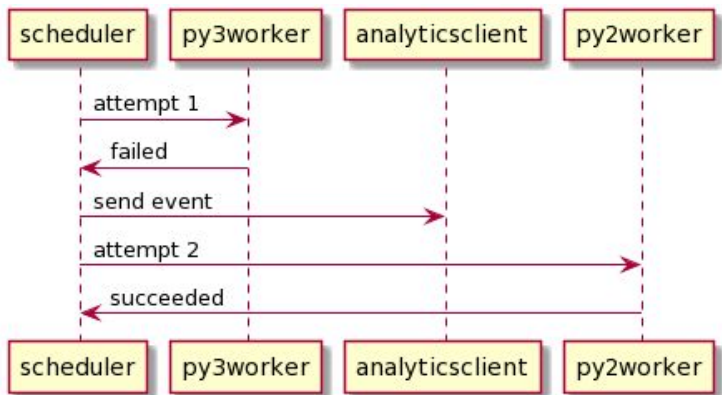 scheduler py3worker analyticsclient py2worker
attempt 1
failed
send event
attempt 2
succeeded
scheduler py3worker analyticsclient py2worker